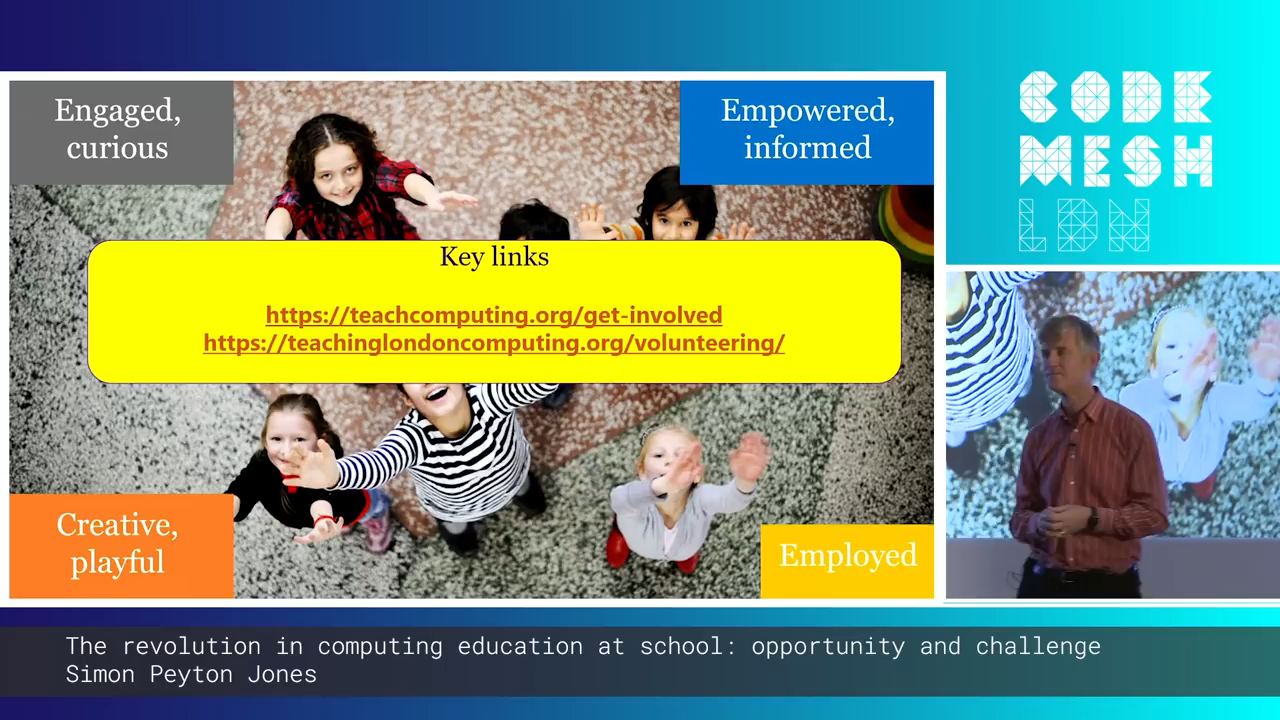 Engaged,
curious
Empowered,
informed
Key links
https://teachcomputing.org/get-involved
https://teachinglondoncomputing.org/volunteering/
Creative,
playful
Employed
CODE
MESH
LDN
The revolution in computing education at school: opportunity and challenge
Simon Peyton Jones